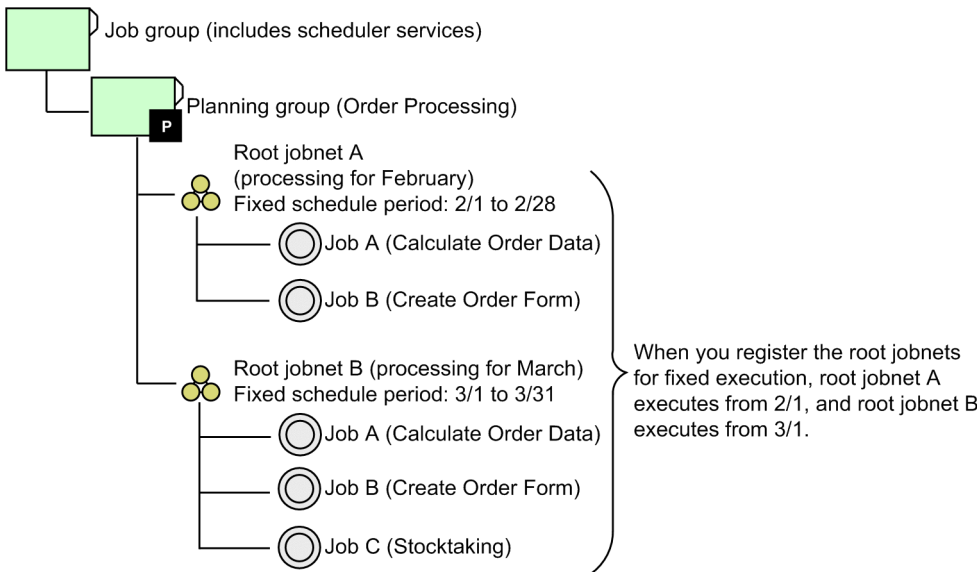 Job group (includes scheduler services)
Planning group (Order Processing)
P
Root jobnet A
(processing for February)
Fixed schedule period: 2/1 to 2/28
Job A (Calculate Order Data)
Job B (Create Order Form)
Root jobnet B (processing for March)
Fixed schedule period: 3/1 to 3/31
Job A (Calculate Order Data)
Job B (Create Order Form)
Job C (Stocktaking)
When you register the root jobnets
for fixed execution, root jobnet A
executes from 2/1, and root jobnet B
executes from 3/1.